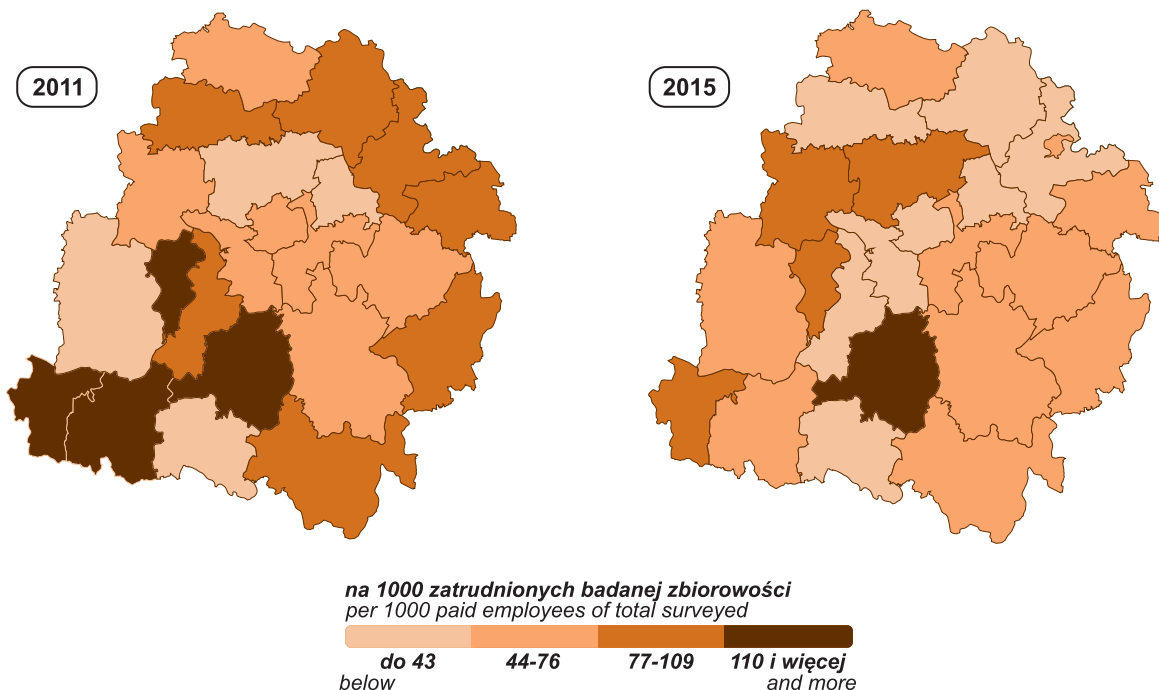 2011
2015
na 1000 zatrudnionych badanej zbiorowości
per 1000 paid employees of total surveyed
do 43 44-76 77-109 110 i więcej
below and more